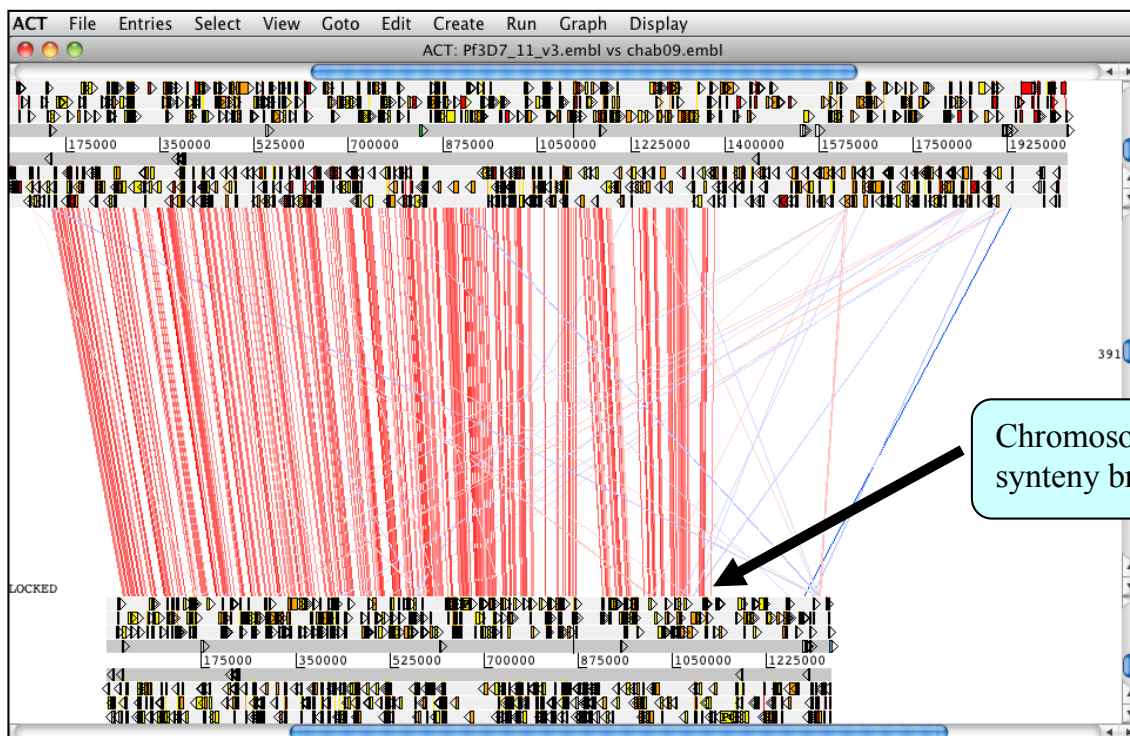 ACT File Entries Select View Goto Edit Create Run Graph Display
ACT: Pf3D7_11_v3.embl vs chab09.embl
175000 350000 525000 700000 875000 1050000 1225000 1400000 1575000 1750000 1925000
391
Chromoso
synteny br
LOCKED
175000 350000 525000 700000 875000 1050000 1225000